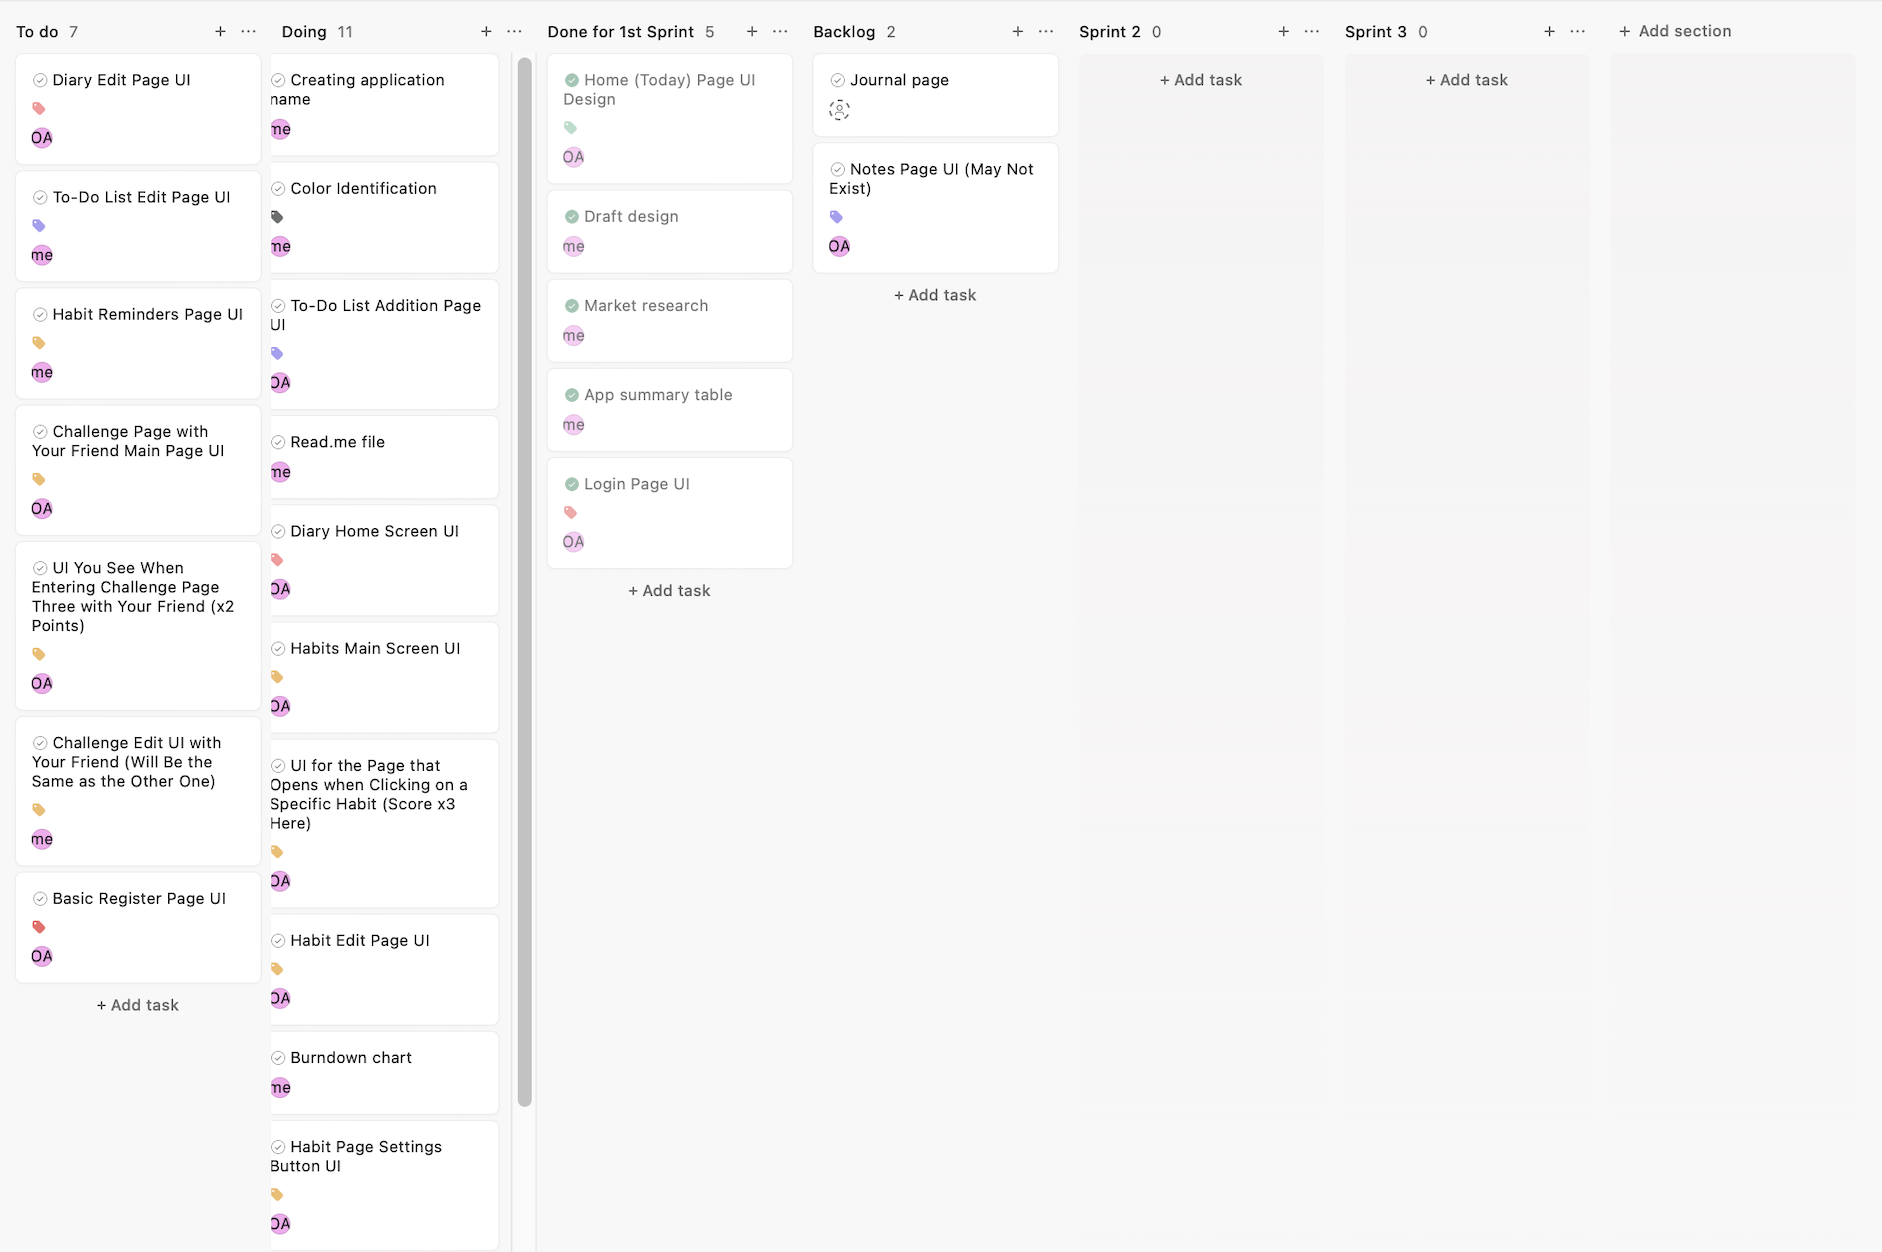 To do 7
Diary Edit Page UI
OA
To-Do List Edit Page UI
me
Habit Reminders Page UI
me
Challenge Page with
Your Friend Main Page UI
OA
UI You See When
Entering Challenge Page
Three with Your Friend (x2
Points)
OA
Challenge Edit UI with
Your Friend (Will Be the
Same as the Other One)
me
Basic Register Page UI
OA
+ Add task
Doing 11
Creating application
name
me
Color Identification
me
To-Do List Addition Page
UI
OA
Read.me file
me
Diary Home Screen UI
OA
Habits Main Screen UI
OA
UI for the Page that
Opens when Clicking on a
Specific Habit (Score x3
Here)
OA
Habit Edit Page UI
OA
Burndown chart
me
Habit Page Settings
Button UI
OA
Done for 1st Sprint 5
Home (Today) Page UI
Design
OA
Draft design
me
Market research
me
App summary table
me
Login Page UI
OA
+ Add task
Backlog 2
Journal page
Notes Page UI (May Not
Exist)
OA
+ Add task
Sprint 2 0
+ Add task
Sprint 3 0
+ Add task
+ Add section